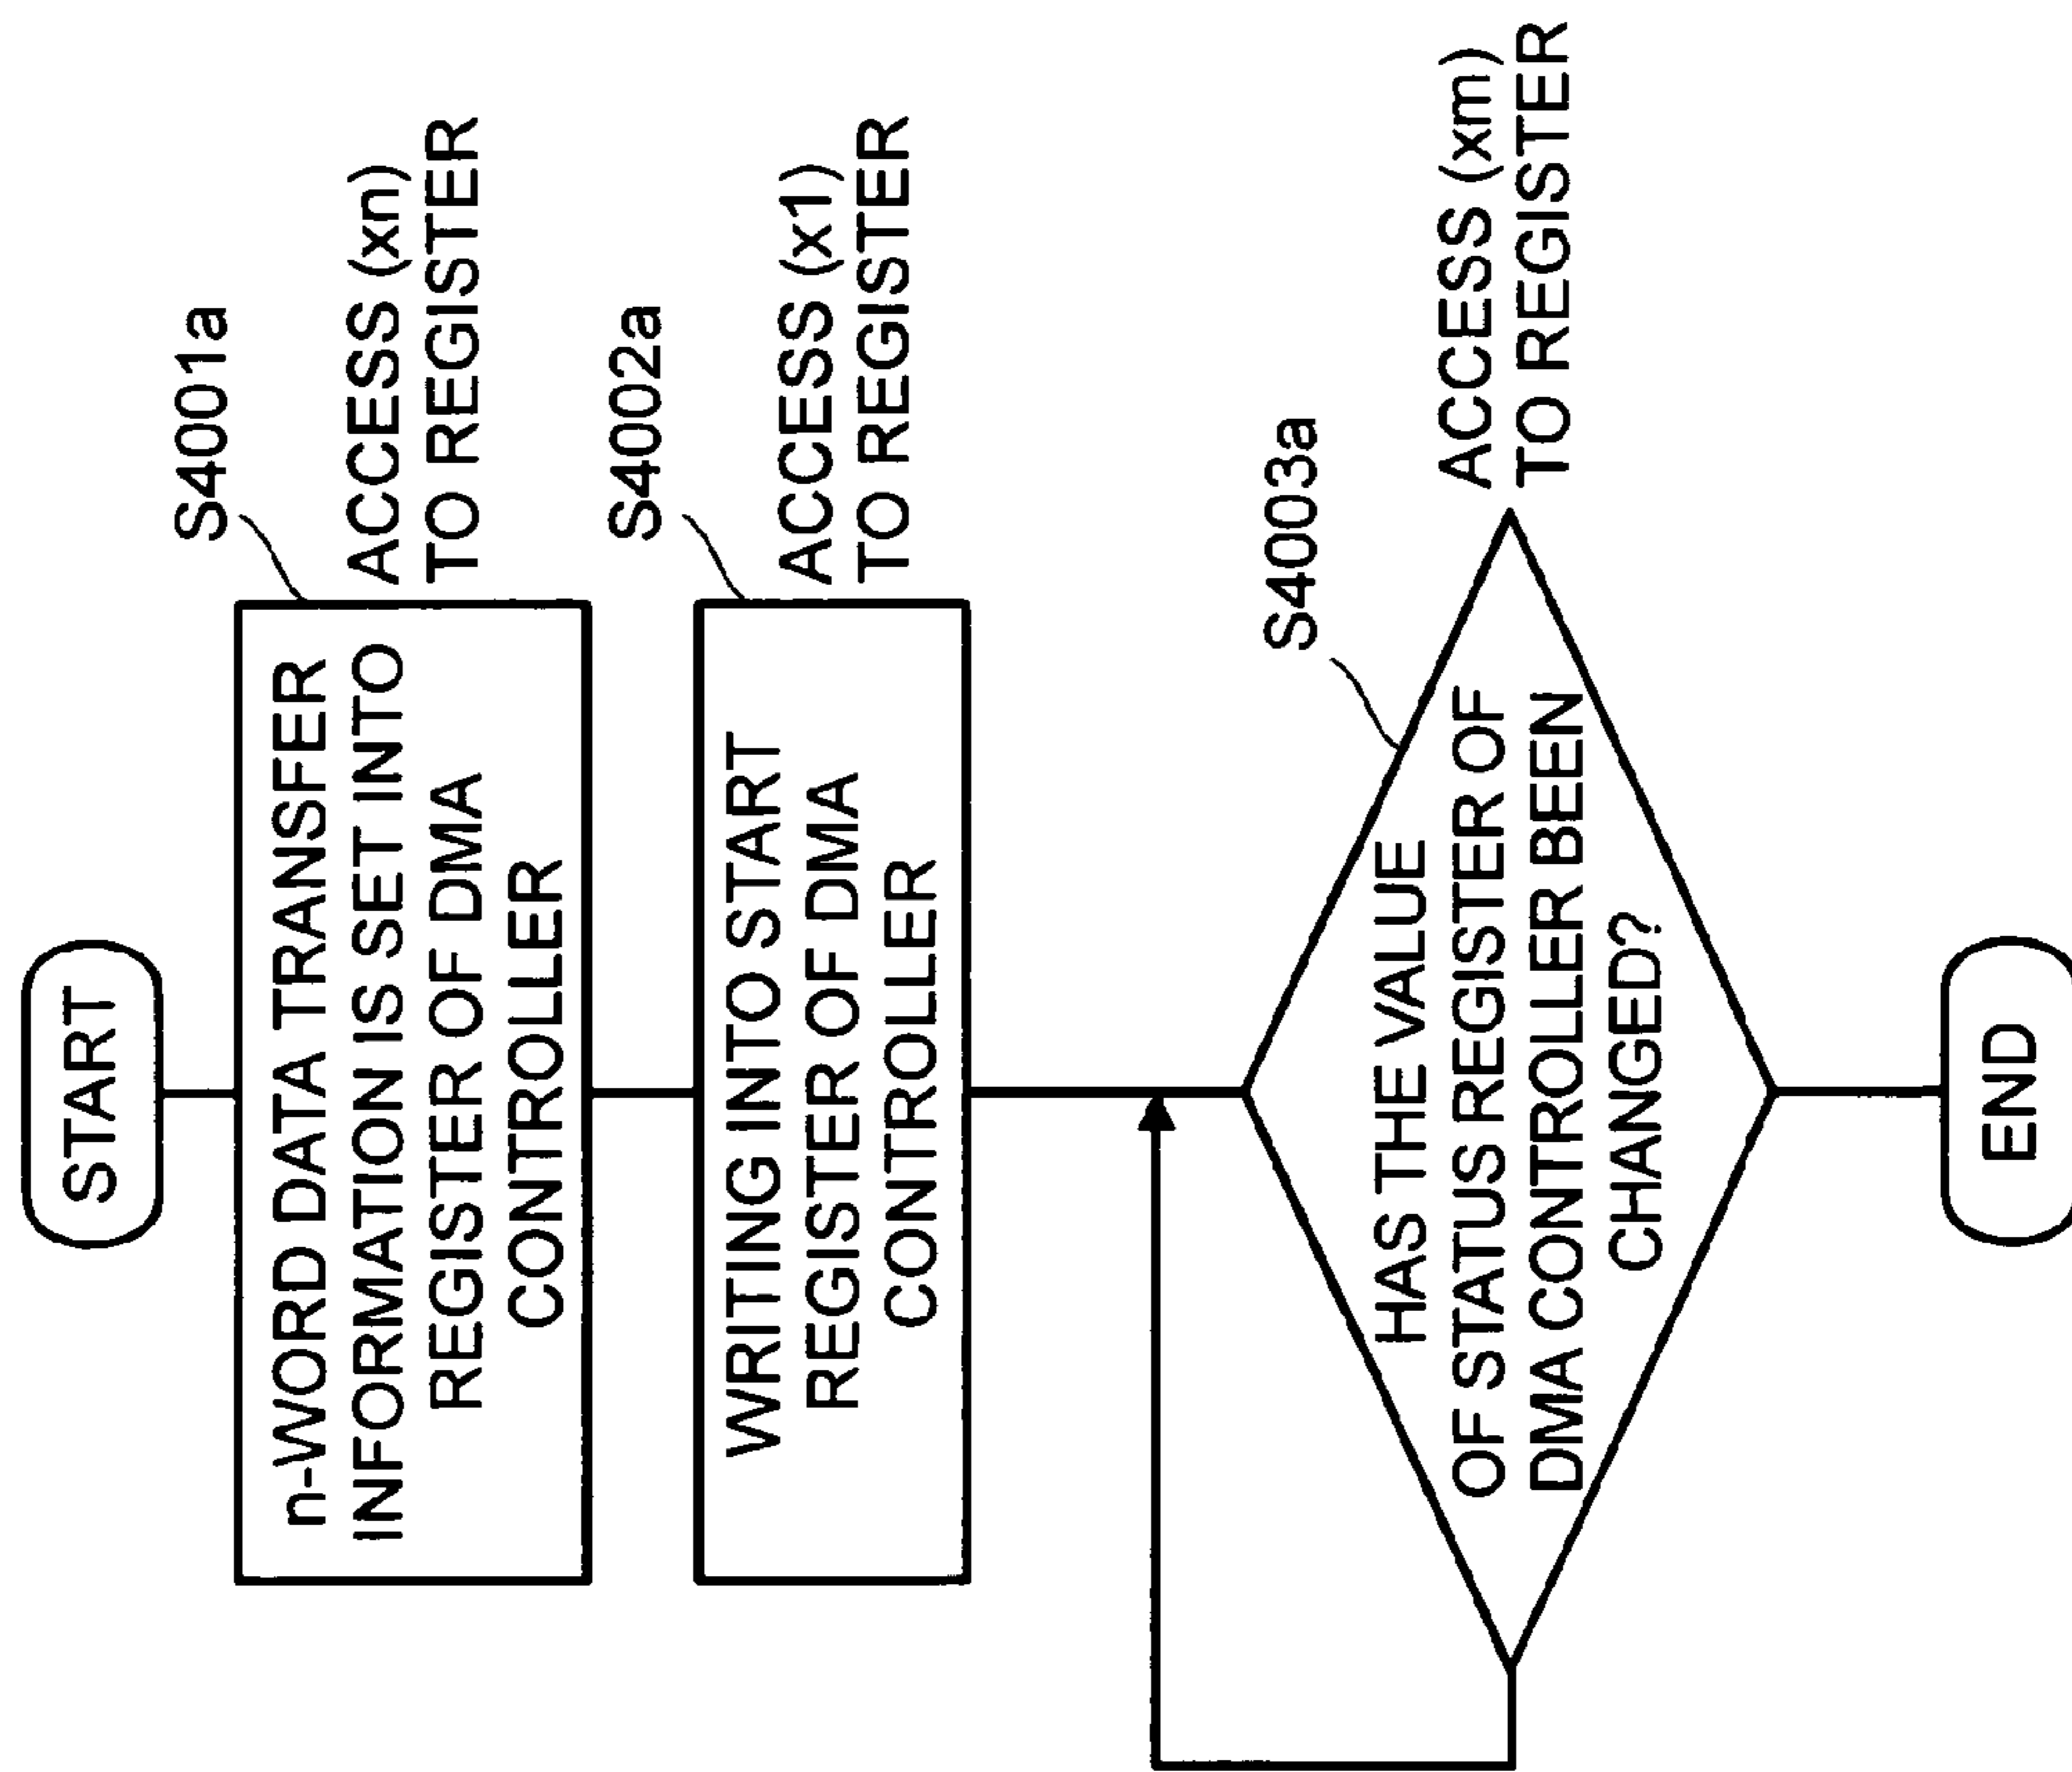 START
S4001a
n-WORD DATA TRANSFER
INFORMATION IS SET INTO
REGISTER OF DMA
CONTROLLER
ACCESS (xn)
TO REGISTER
S4002a
WRITING INTO START
REGISTER OF DMA
CONTROLLER
ACCESS (x1)
TO REGISTER
S4003a
HAS THE VALUE
OF STATUS REGISTER OF
DMA CONTROLLER BEEN
CHANGED?
ACCESS (xm)
TO REGISTER
END